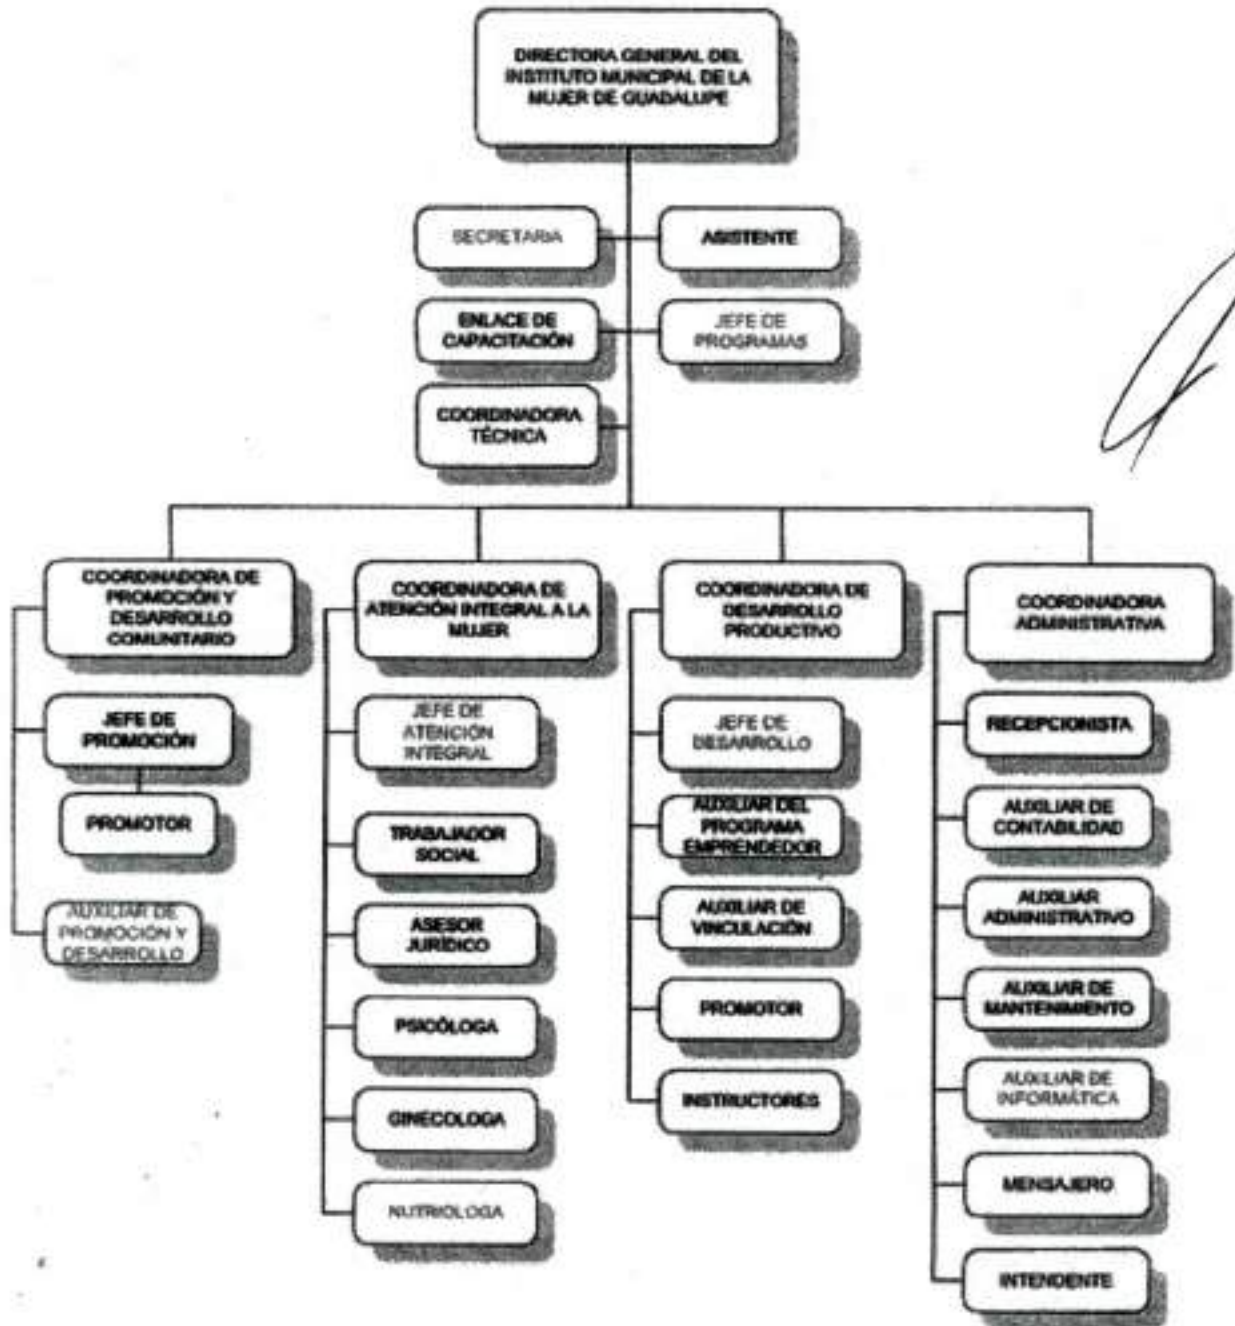 DIRECTORA GENERAL DEL
INSTITUTO MUNICIPAL DE LA
MUJER DE GUADALUPE
SECRETARIA
ASISTENTE
ENLACE DE
CAPACITACIÓN
JEFE DE
PROGRAMAS
COORDINADORA
TÉCNICA
COORDINADORA DE
PROMOCIÓN Y
DESARROLLO
COMUNITARIO
JEFE DE
PROMOCIÓN
PROMOTOR
AUXILIAR DE
PROMOCIÓN Y
DESARROLLO
COORDINADORA DE
ATENCIÓN INTEGRAL A LA
MUJER
JEFE DE
ATENCIÓN
INTEGRAL
TRABAJADOR
SOCIAL
ASESOR
JURÍDICO
PSICÓLOGA
GINECOLOGA
NUTRIOLOGA
COORDINADORA DE
DESARROLLO
PRODUCTIVO
JEFE DE
DESARROLLO
AUXILIAR DEL
PROGRAMA
EMPRENDEDOR
AUXILIAR DE
VINCULACIÓN
PROMOTOR
INSTRUCTORES
COORDINADORA
ADMINISTRATIVA
RECEPCIONISTA
AUXILIAR DE
CONTABILIDAD
AUXILIAR
ADMINISTRATIVO
AUXILIAR DE
MANTENIMIENTO
AUXILIAR DE
INFORMÁTICA
MENSAJERO
INTENDENTE